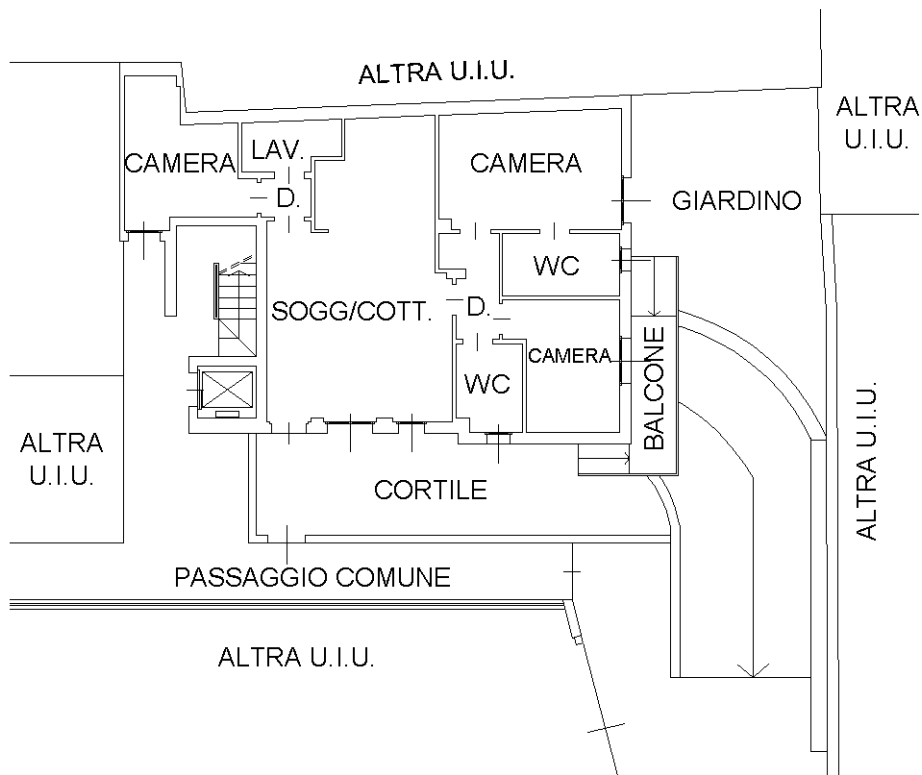 ALTRA U.I.U.
ALTRA
U.I.U.
LAV.
CAMERA
CAMERA
D.
GIARDINO
WC
SOGG/COTT.
D.
CAMERA
WC
BALCONE
ALTRA
U.I.U.
ALTRA U.I.U.
CORTILE
PASSAGGIO COMUNE
ALTRA U.I.U.